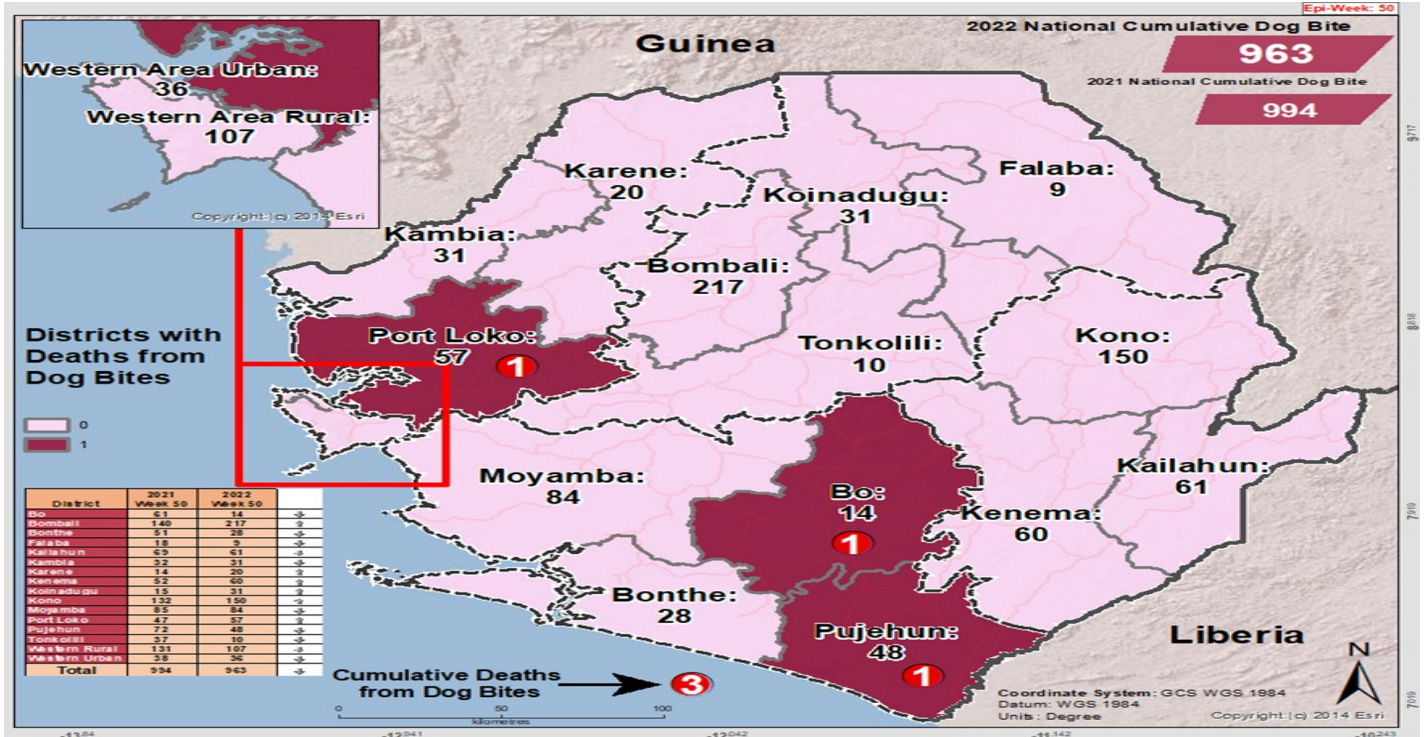 Epi-Week: 50
2022 National Cumulative Dog Bite
963
2021 National Cumulative Dog Bite
994
Guinea
Western Area Urban:
36
Western Area Rural:
107
Copyright:(c) 2014 Esri
Karene:
20
Koinadugu:
31
Falaba:
9
Kambia:
31
Bombali:
217
Port Loko:
57
1
Tonkolili:
10
Kono:
150
Moyamba:
84
Bo:
14
1
Kenema:
60
Kailahun:
61
Bonthe:
28
Pujehun:
48
1
Liberia
Districts with
Deaths from
Dog Bites
0
1
District 2021 Week 50 2022 Week 50
Bo 61 14
Bombali 140 217
Bonthe 51 28
Falaba 18 9
Kailahun 69 61
Kambia 32 31
Karene 14 20
Kenema 52 60
Koinadugu 15 31
Kono 132 150
Moyamba 85 84
Port Loko 47 57
Pujehun 72 48
Tonkolili 37 10
Western Rural 131 107
Western Urban 38 36
Total 994 963
Cumulative Deaths
from Dog Bites
3
0 50 100
kilometres
N
Coordinate System: GCS WGS 1984
Datum: WGS 1984
Units: Degree
Copyright:(c) 2014 Esri